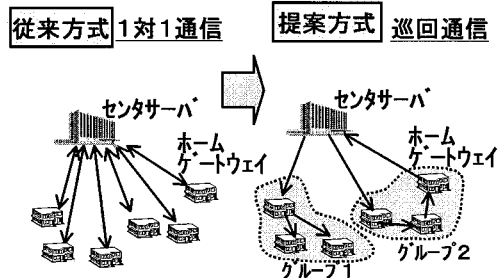 従来方式 1対1通信
センタサーバ
ホーム
ゲートウェイ
提案方式 巡回通信
センタサーバ
ホーム
ゲートウェイ
グループ1
グループ2